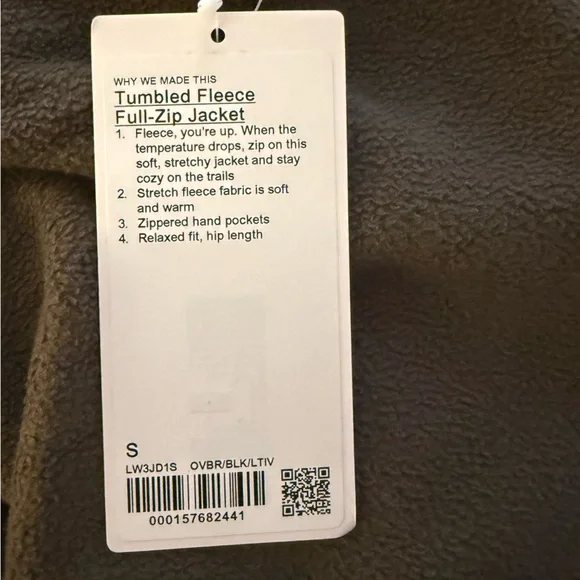 WHY WE MADE THIS
Tumbled Fleece
Full-Zip Jacket
1. Fleece, you're up. When the
temperature drops, zip on this
soft, stretchy jacket and stay
cozy on the trails
2. Stretch fleece fabric is soft
and warm
3. Zippered hand pockets
4. Relaxed fit, hip length
S
LW3JD1S OVBR/BLK/LTIV
000157682441